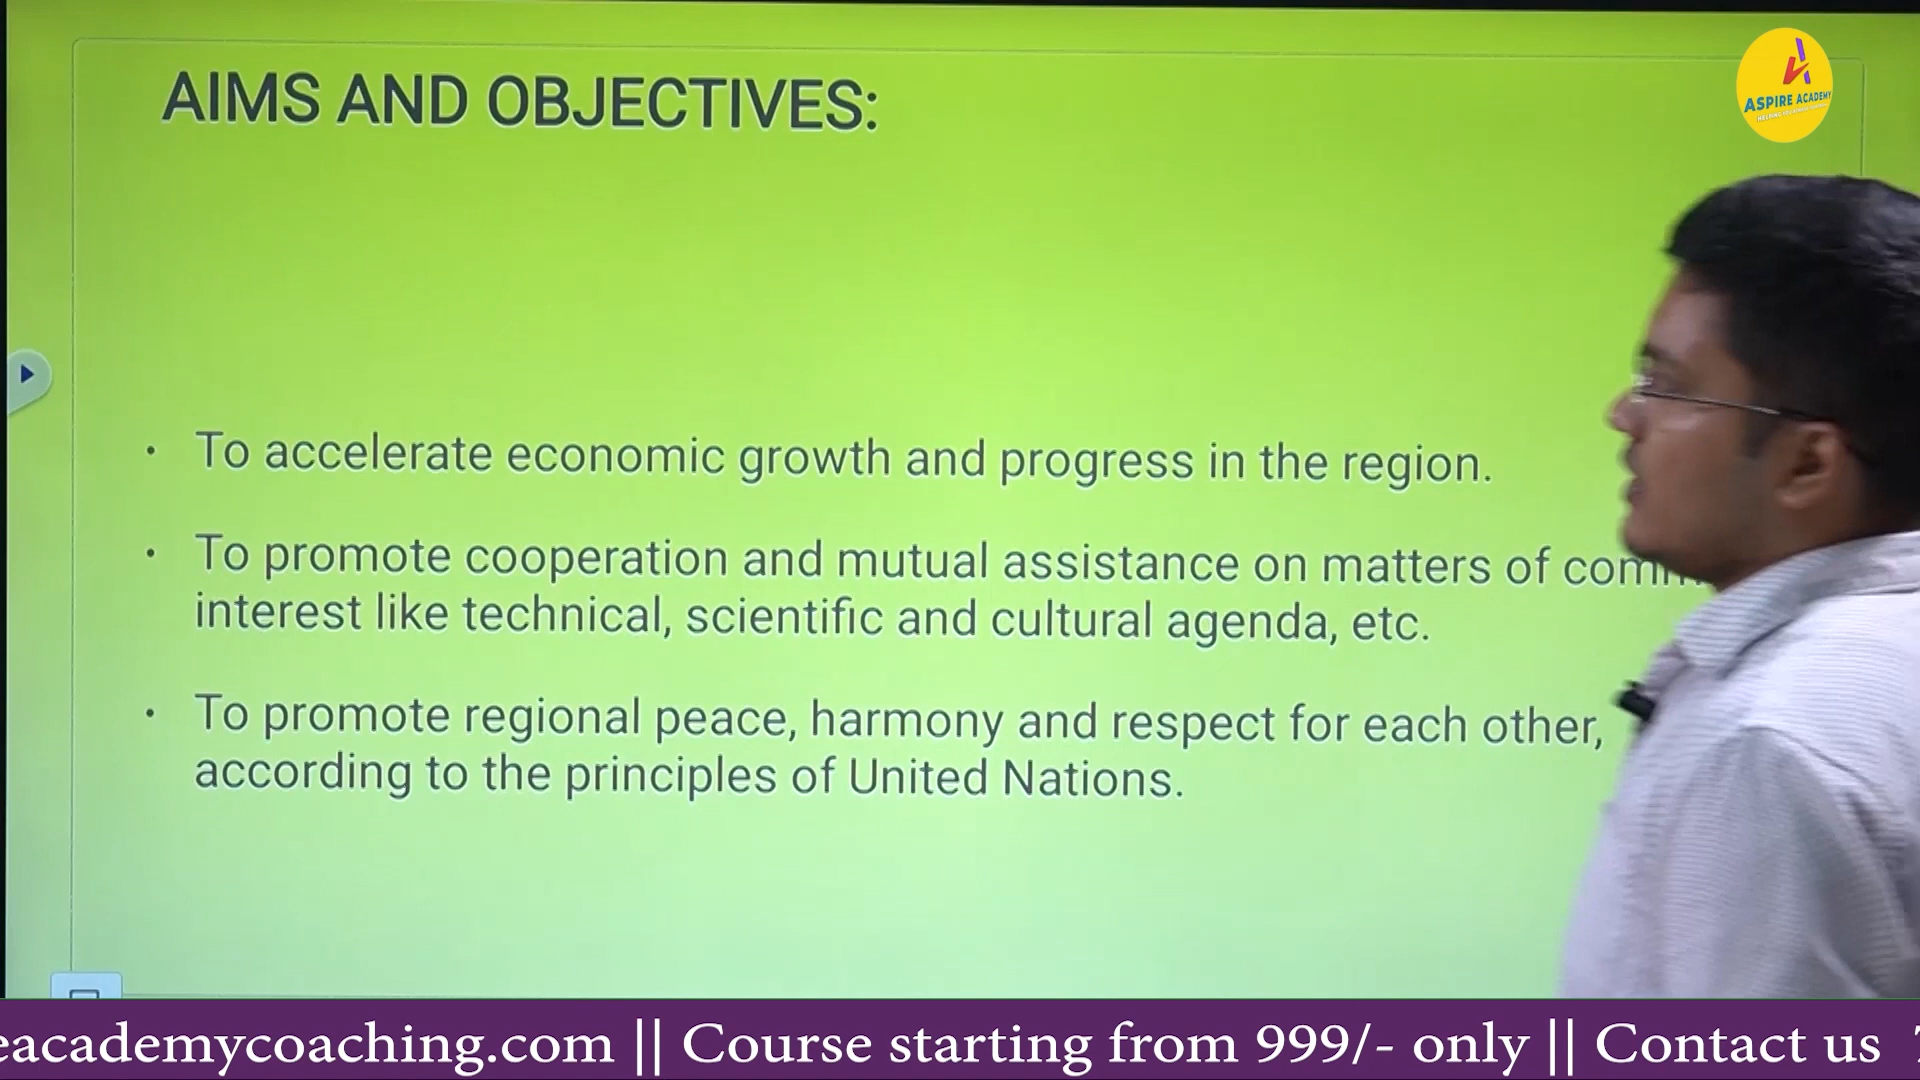 AIMS AND OBJECTIVES:
ASPIRE ACADEMY
• To accelerate economic growth and progress in the region.
• To promote cooperation and mutual assistance on matters of
interest like technical, scientific and cultural agenda, etc.
• To promote regional peace, harmony and respect for each other,
according to the principles of United Nations.
eacademycoaching.com || Course starting from 999/- only || Contact us